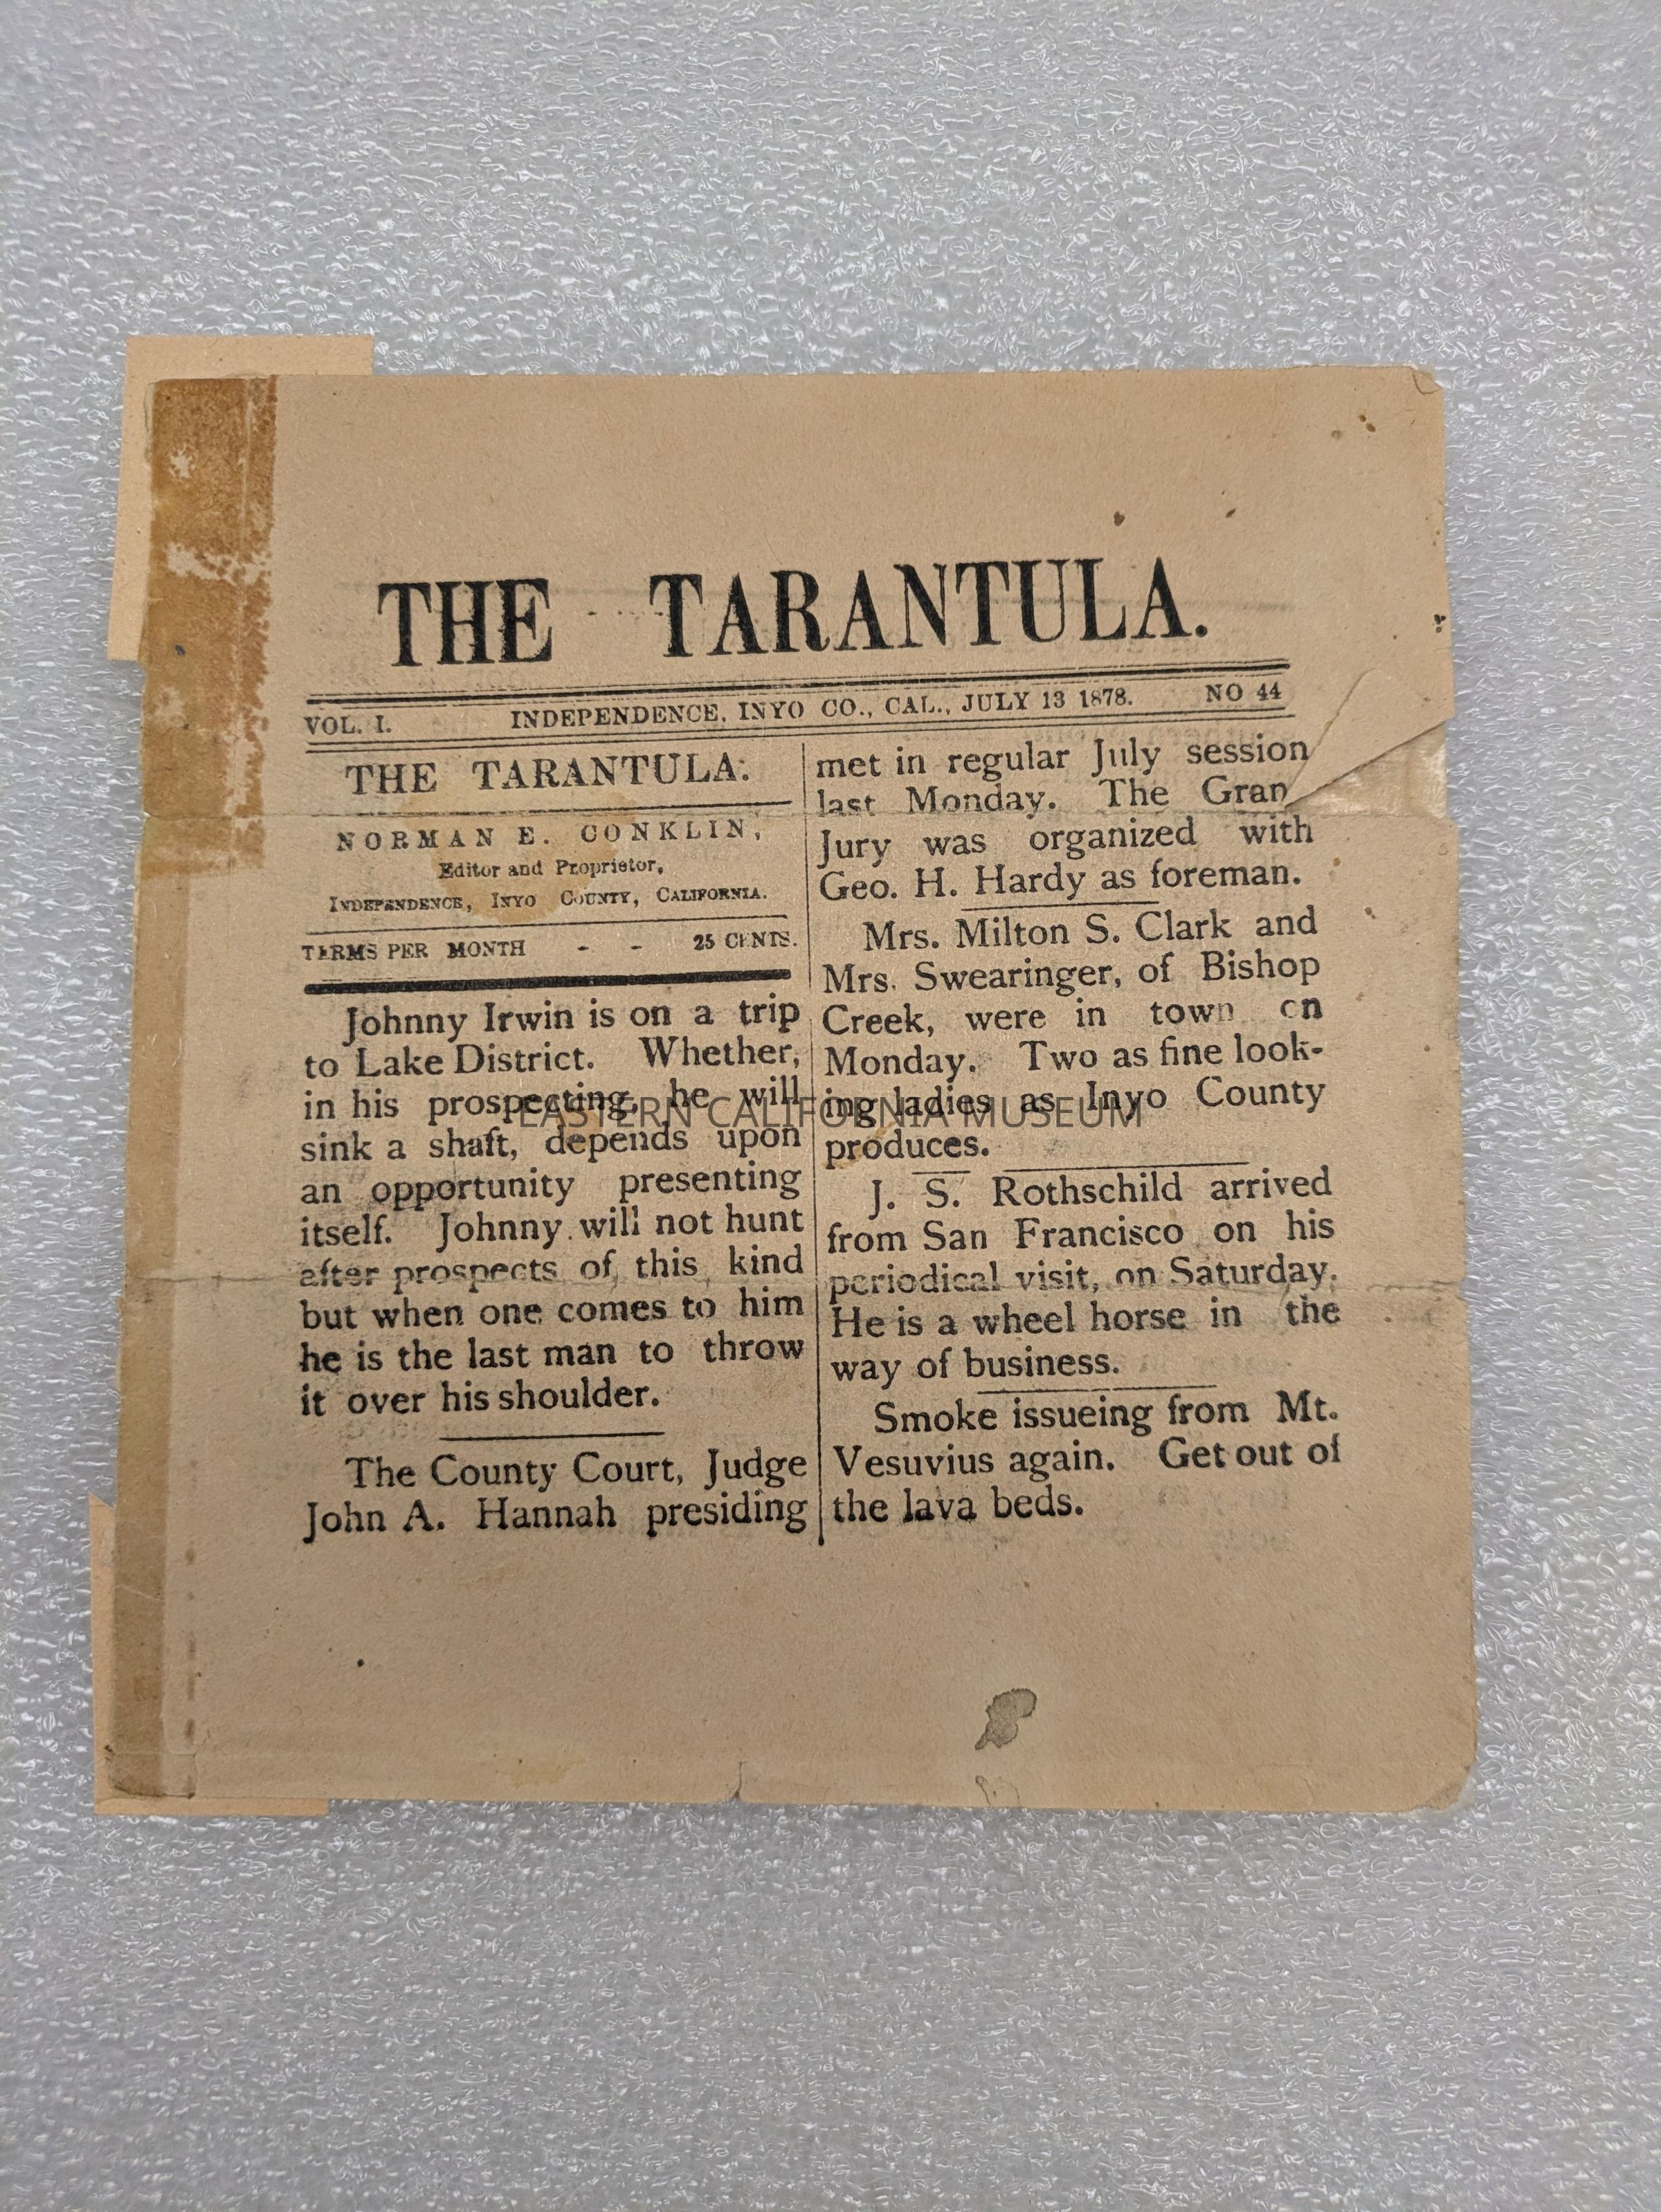 THE TARANTULA.
VOL. I. INDEPENDENCE, INYO CO., CAL., JULY 13 1878. NO 44
THE TARANTULA.
NORMAN E. CONKLIN,
Editor and Proprietor,
INDEPENDENCE, INYO COUNTY, CALIFORNIA.
TERMS PER MONTH - - 25 CENTS.
Johnny Irwin is on a trip
to Lake District. Whether,
in his prospecting, he will
sink a shaft, depends upon
an opportunity presenting
itself. Johnny will not hunt
after prospects of this kind
but when one comes to him
he is the last man to throw
it over his shoulder.
The County Court, Judge
John A. Hannah presiding
met in regular July session
last Monday. The Gran
Jury was organized with
Geo. H. Hardy as foreman.
Mrs. Milton S. Clark and
Mrs. Swearinger, of Bishop
Creek, were in town on
Monday. Two as fine look-
ing ladies as Inyo County
produces.
J. S. Rothschild arrived
from San Francisco on his
periodical visit, on Saturday.
He is a wheel horse in the
way of business.
Smoke issueing from Mt.
Vesuvius again. Get out of
the lava beds.
EASTERN CALIFORNIA MUSEUM